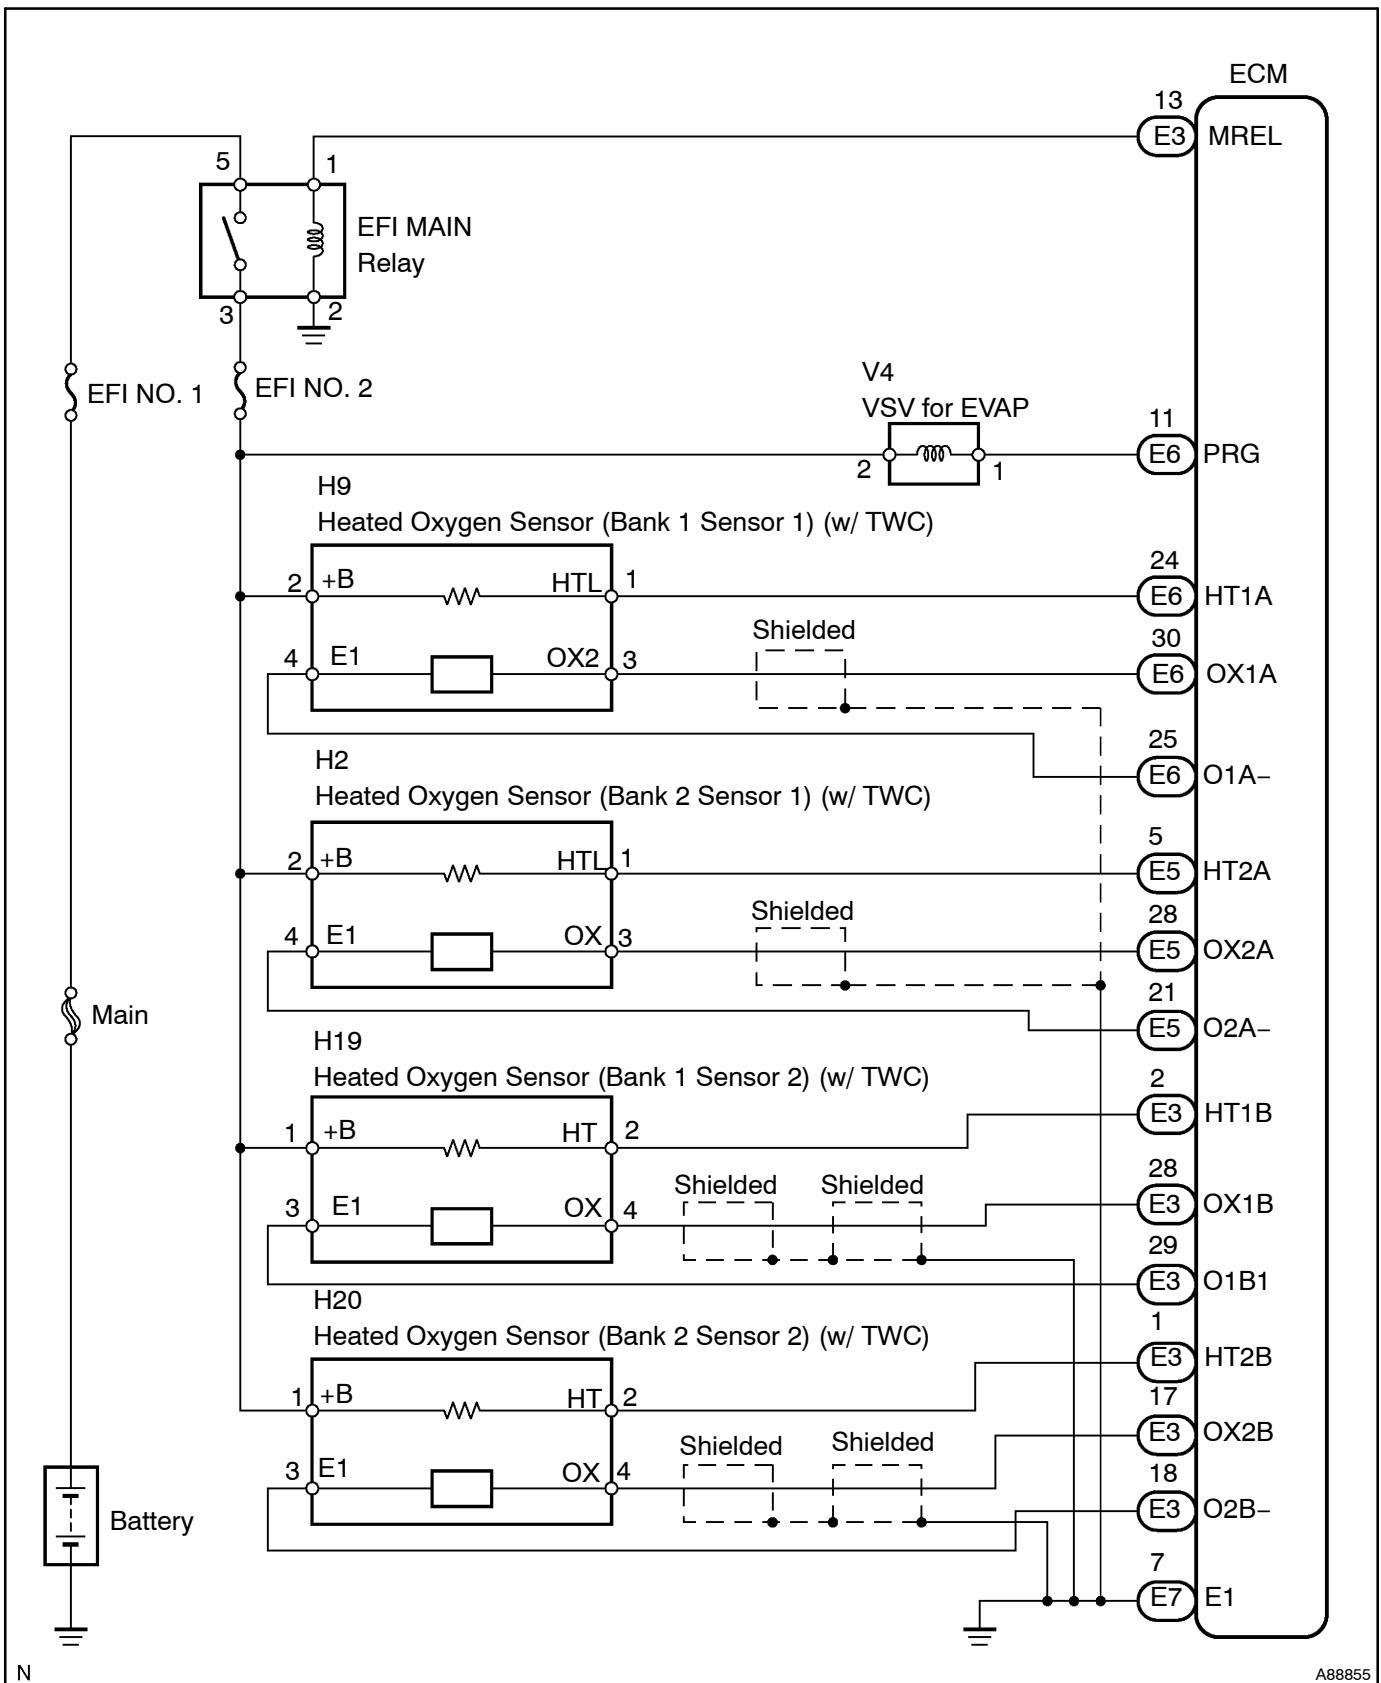 ECM
13
E3 MREL
5 1
EFI MAIN
Relay
3 2
EFI NO. 1
EFI NO. 2
V4
VSV for EVAP
2 1
11
E6 PRG
H9
Heated Oxygen Sensor (Bank 1 Sensor 1) (w/ TWC)
2 +B HTL 1
24
E6 HT1A
Shielded
4 E1 OX2 3
30
E6 OX1A
25
E6 O1A−
H2
Heated Oxygen Sensor (Bank 2 Sensor 1) (w/ TWC)
2 +B HTL 1
5
E5 HT2A
Shielded
4 E1 OX 3
28
E5 OX2A
21
E5 O2A−
Main
H19
Heated Oxygen Sensor (Bank 1 Sensor 2) (w/ TWC)
1 +B HT 2
2
E3 HT1B
Shielded Shielded
3 E1 OX 4
28
E3 OX1B
29
E3 O1B1
H20
Heated Oxygen Sensor (Bank 2 Sensor 2) (w/ TWC)
1 +B HT 2
1
E3 HT2B
Shielded Shielded
3 E1 OX 4
17
E3 OX2B
18
E3 O2B−
Battery
7
E7 E1
N
A88855